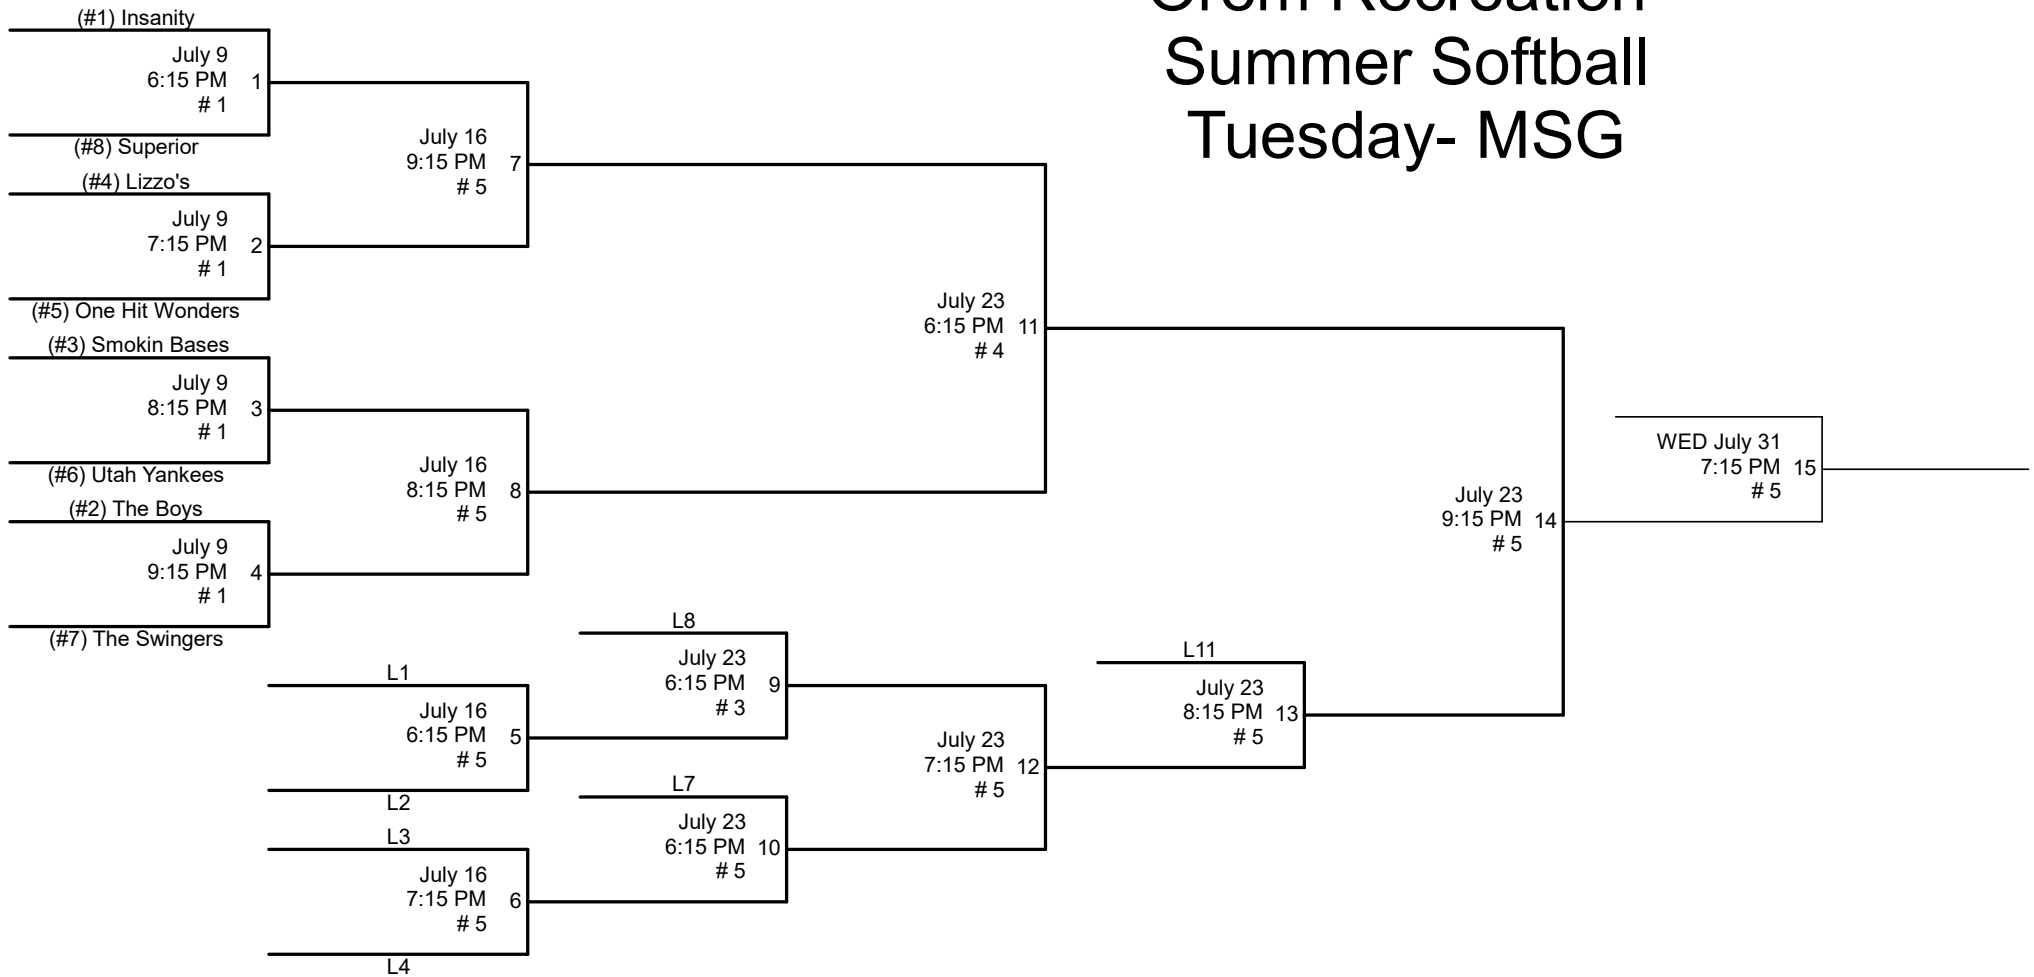 Summer Softball
Tuesday- MSG
(#1) Insanity
July 9
6:15 PM
1
# 1
(#8) Superior
(#4) Lizzo's
July 9
7:15 PM
2
# 1
(#5) One Hit Wonders
(#3) Smokin Bases
July 9
8:15 PM
3
# 1
(#6) Utah Yankees
(#2) The Boys
July 9
9:15 PM
4
# 1
(#7) The Swingers
July 16
9:15 PM
7
# 5
July 16
8:15 PM
8
# 5
July 23
6:15 PM
11
# 4
L1
July 16
6:15 PM
5
# 5
L2
L3
July 16
7:15 PM
6
# 5
L4
L8
July 23
6:15 PM
9
# 3
L7
July 23
6:15 PM
10
# 5
July 23
7:15 PM
12
# 5
L11
July 23
8:15 PM
13
# 5
July 23
9:15 PM
14
# 5
WED July 31
7:15 PM
15
# 5